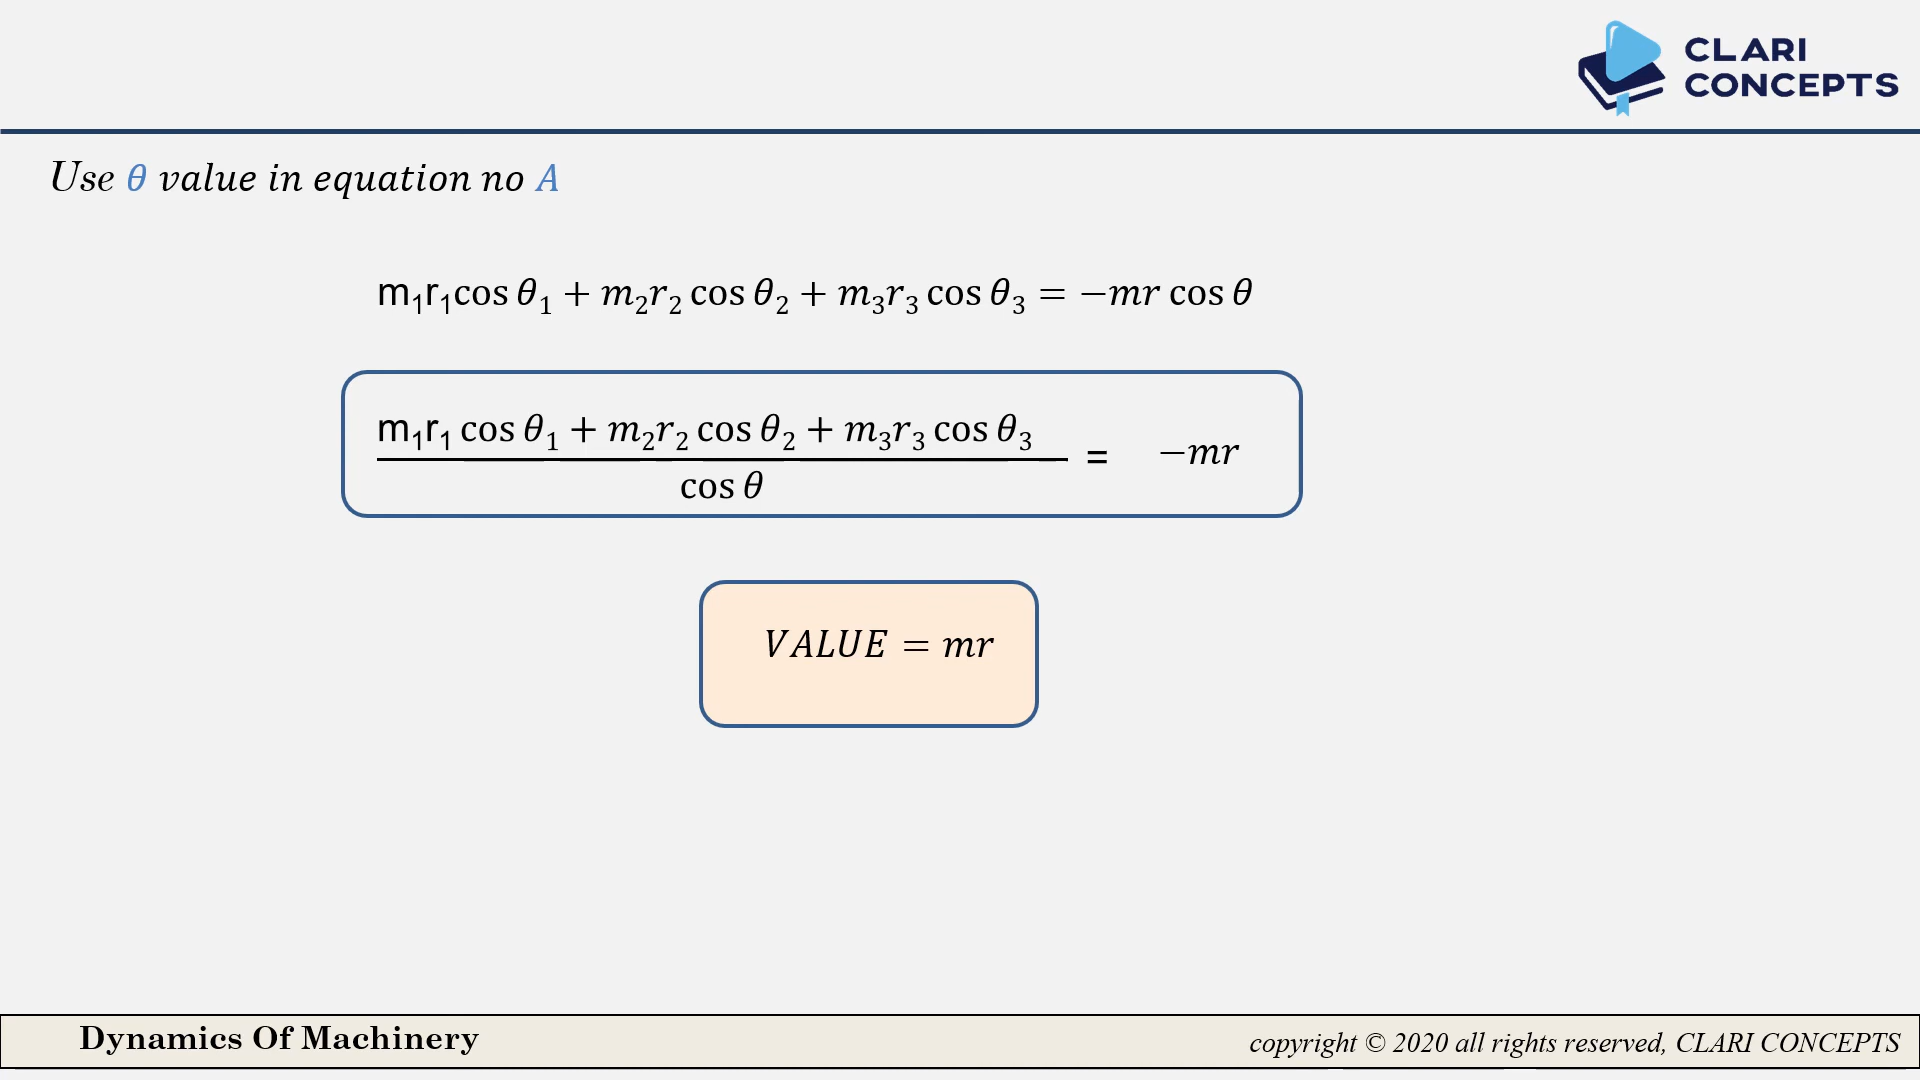 CLARI
CONCEPTS
Use θ value in equation no A
m₁r₁cos θ₁ + m₂r₂ cos θ₂ + m₃r₃ cos θ₃ = −mr cos θ
m₁r₁ cos θ₁ + m₂r₂ cos θ₂ + m₃r₃ cos θ₃
= −mr
cos θ
VALUE = mr
Dynamics Of Machinery
copyright © 2020 all rights reserved, CLARI CONCEPTS